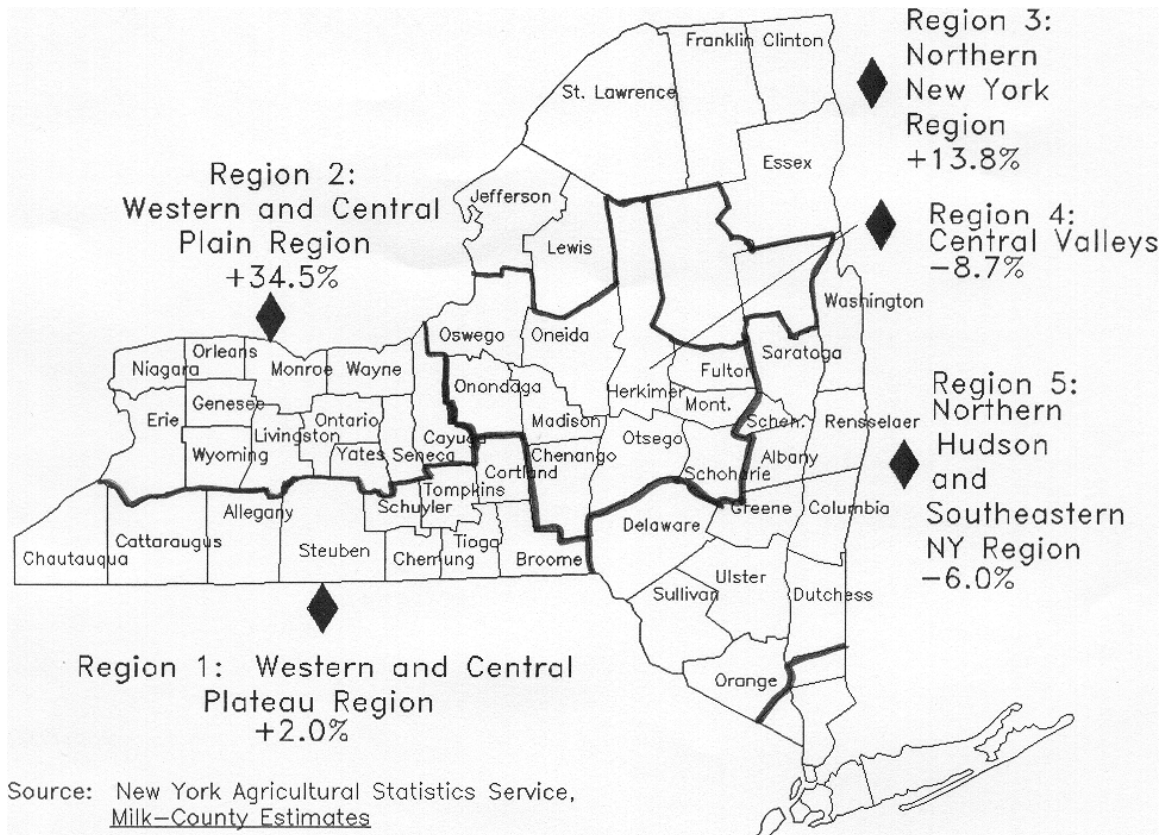 Region 3:
Northern
New York
Region
+13.8%
Region 4:
Central Valleys
−8.7%
Region 5:
Northern
Hudson
and
Southeastern
NY Region
−6.0%
Region 2:
Western and Central
Plain Region
+34.5%
Franklin Clinton
St. Lawrence
Essex
Jefferson
Lewis
Washington
Oswego
Oneida
Saratoga
Orleans
Niagara
Monroe
Wayne
Onondaga
Fulton
Herkimer
Genesee
Mont.
Erie
Ontario
Madison
Schen.
Rensselaer
Livingston
Cayuga
Otsego
Wyoming
Yates
Seneca
Chenango
Albany
Cortland
Schoharie
Tompkins
Schuyler
Greene
Columbia
Allegany
Delaware
Cattaraugus
Steuben
Tioga
Chautauqua
Chemung
Broome
Ulster
Sullivan
Dutchess
Orange
Region 1: Western and Central
Plateau Region
+2.0%
Source: New York Agricultural Statistics Service,
Milk−County Estimates